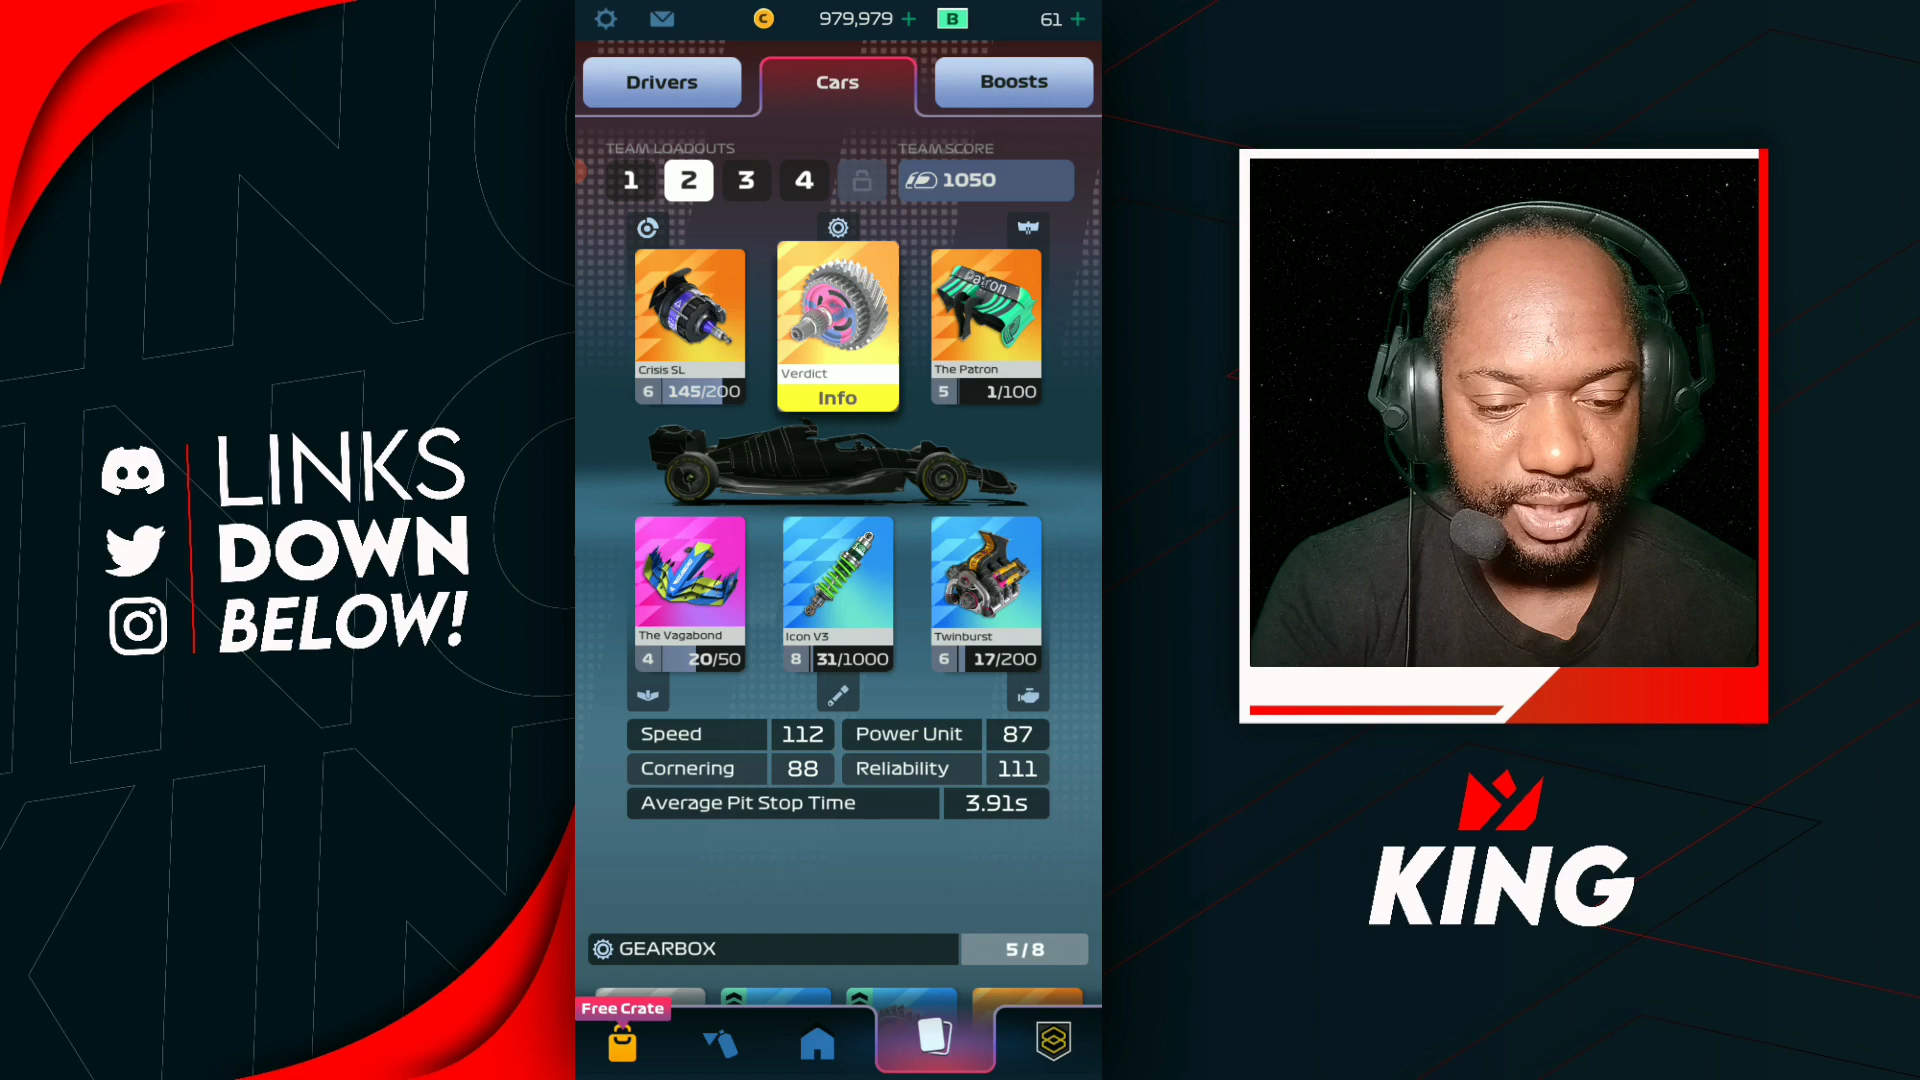 C 979,979 + B 61 +
Drivers Cars Boosts
TEAM LOADOUTS TEAM SCORE
1 2 3 4 1050
Crisis SL
6 145/200
Verdict
Info
Patron
The Patron
5 1/100
The Vagabond
4 20/50
Icon V3
8 31/1000
Twinburst
6 17/200
Speed 112 Power Unit 87
Cornering 88 Reliability 111
Average Pit Stop Time 3.91s
GEARBOX 5/8
Free Crate
LINKS
DOWN
BELOW!
KING